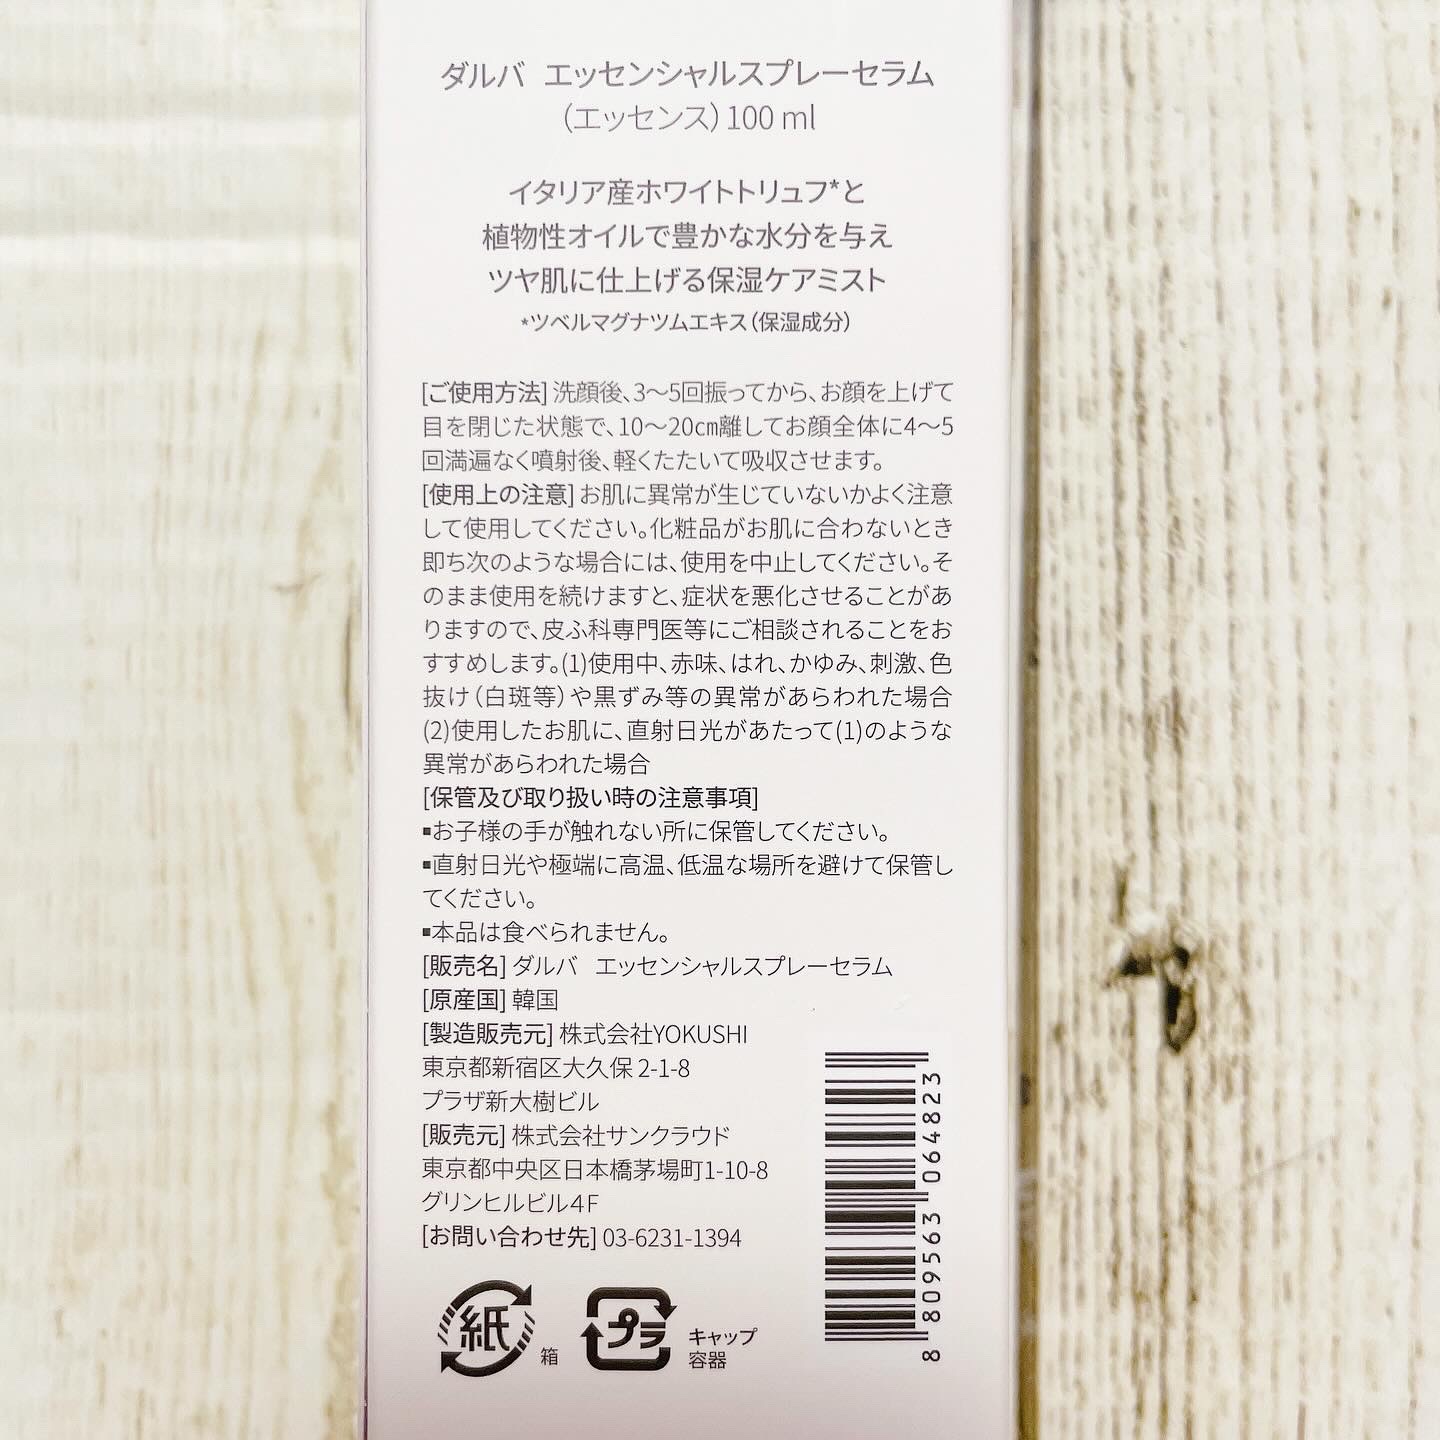 ダルバ エッセンシャルスプレーセラム
（エッセンス）100 ml
イタリア産ホワイトトリュフ*と
植物性オイルで豊かな水分を与え
ツヤ肌に仕上げる保湿ケアミスト
*ツベルマグナツムエキス（保湿成分）
[ご使用方法] 洗顔後、3～5回振ってから、お顔を上げて
目を閉じた状態で、10～20㎝離してお顔全体に4～5
回満遍なく噴射後、軽くたたいて吸収させます。
[使用上の注意] お肌に異常が生じていないかよく注意
して使用してください。化粧品がお肌に合わないとき
即ち次のような場合には、使用を中止してください。そ
のまま使用を続けますと、症状を悪化させることがあ
りますので、皮ふ科専門医等にご相談されることをお
すすめします。(1)使用中、赤味、はれ、かゆみ、刺激、色
抜け（白斑等）や黒ずみ等の異常があらわれた場合
(2)使用したお肌に、直射日光があたって(1)のような
異常があらわれた場合
[保管及び取り扱い時の注意事項]
▪お子様の手が触れない所に保管してください。
▪直射日光や極端に高温、低温な場所を避けて保管し
てください。
▪本品は食べられません。
[販売名] ダルバ エッセンシャルスプレーセラム
[原産国] 韓国
[製造販売元] 株式会社YOKUSHI
東京都新宿区大久保 2-1-8
プラザ新大樹ビル
[販売元] 株式会社サンクラウド
東京都中央区日本橋茅場町1-10-8
グリンヒルビル４F
[お問い合わせ先] 03-6231-1394
8 809563 064823
紙 箱
プラ キャップ
容器